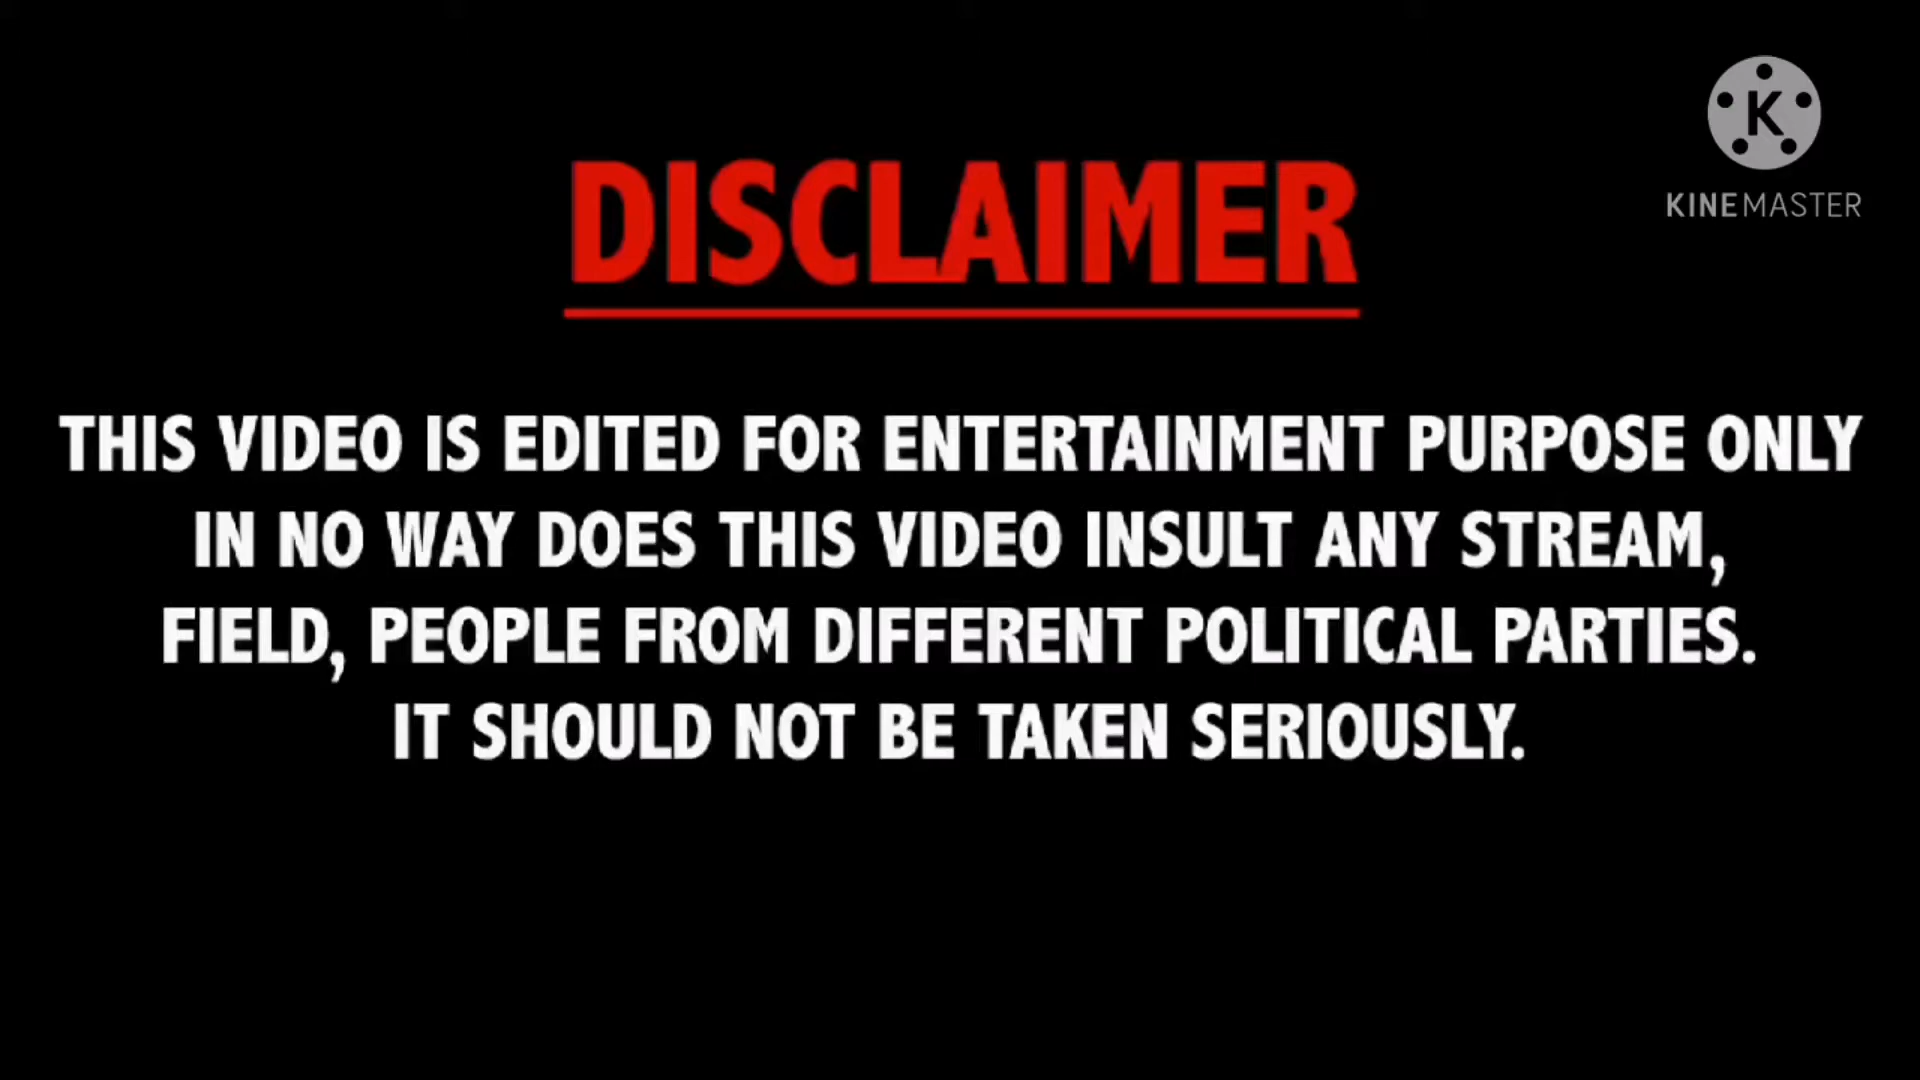 K
KINEMASTER
DISCLAIMER
THIS VIDEO IS EDITED FOR ENTERTAINMENT PURPOSE ONLY
IN NO WAY DOES THIS VIDEO INSULT ANY STREAM,
FIELD, PEOPLE FROM DIFFERENT POLITICAL PARTIES.
IT SHOULD NOT BE TAKEN SERIOUSLY.